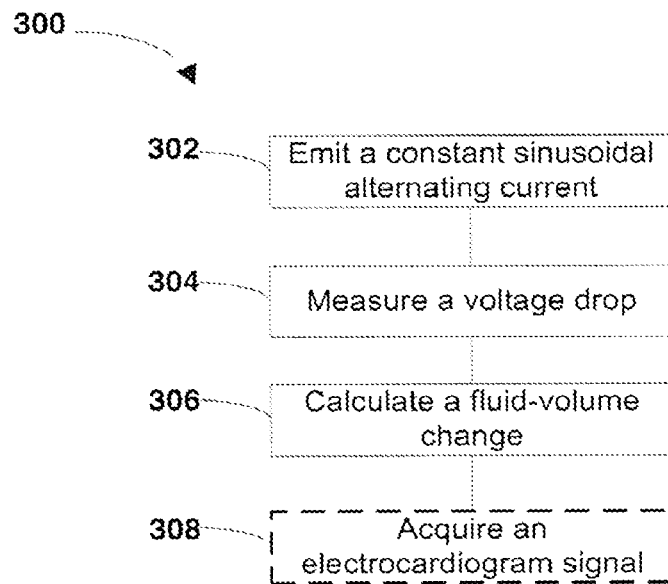 300
302
Emit a constant sinusoidal
alternating current
304
Measure a voltage drop
306
Calculate a fluid-volume
change
308
Acquire an
electrocardiogram signal